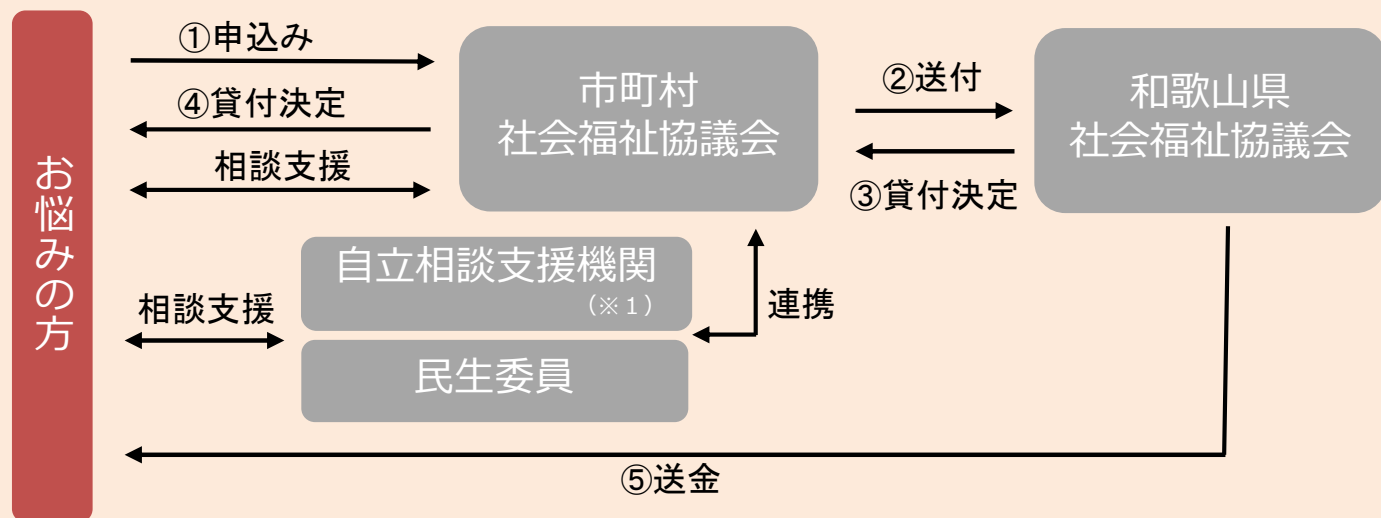 お悩みの方
①申込み
④貸付決定
相談支援
市町村
社会福祉協議会
②送付
③貸付決定
和歌山県
社会福祉協議会
相談支援
自立相談支援機関
（※１）
民生委員
連携
⑤送金